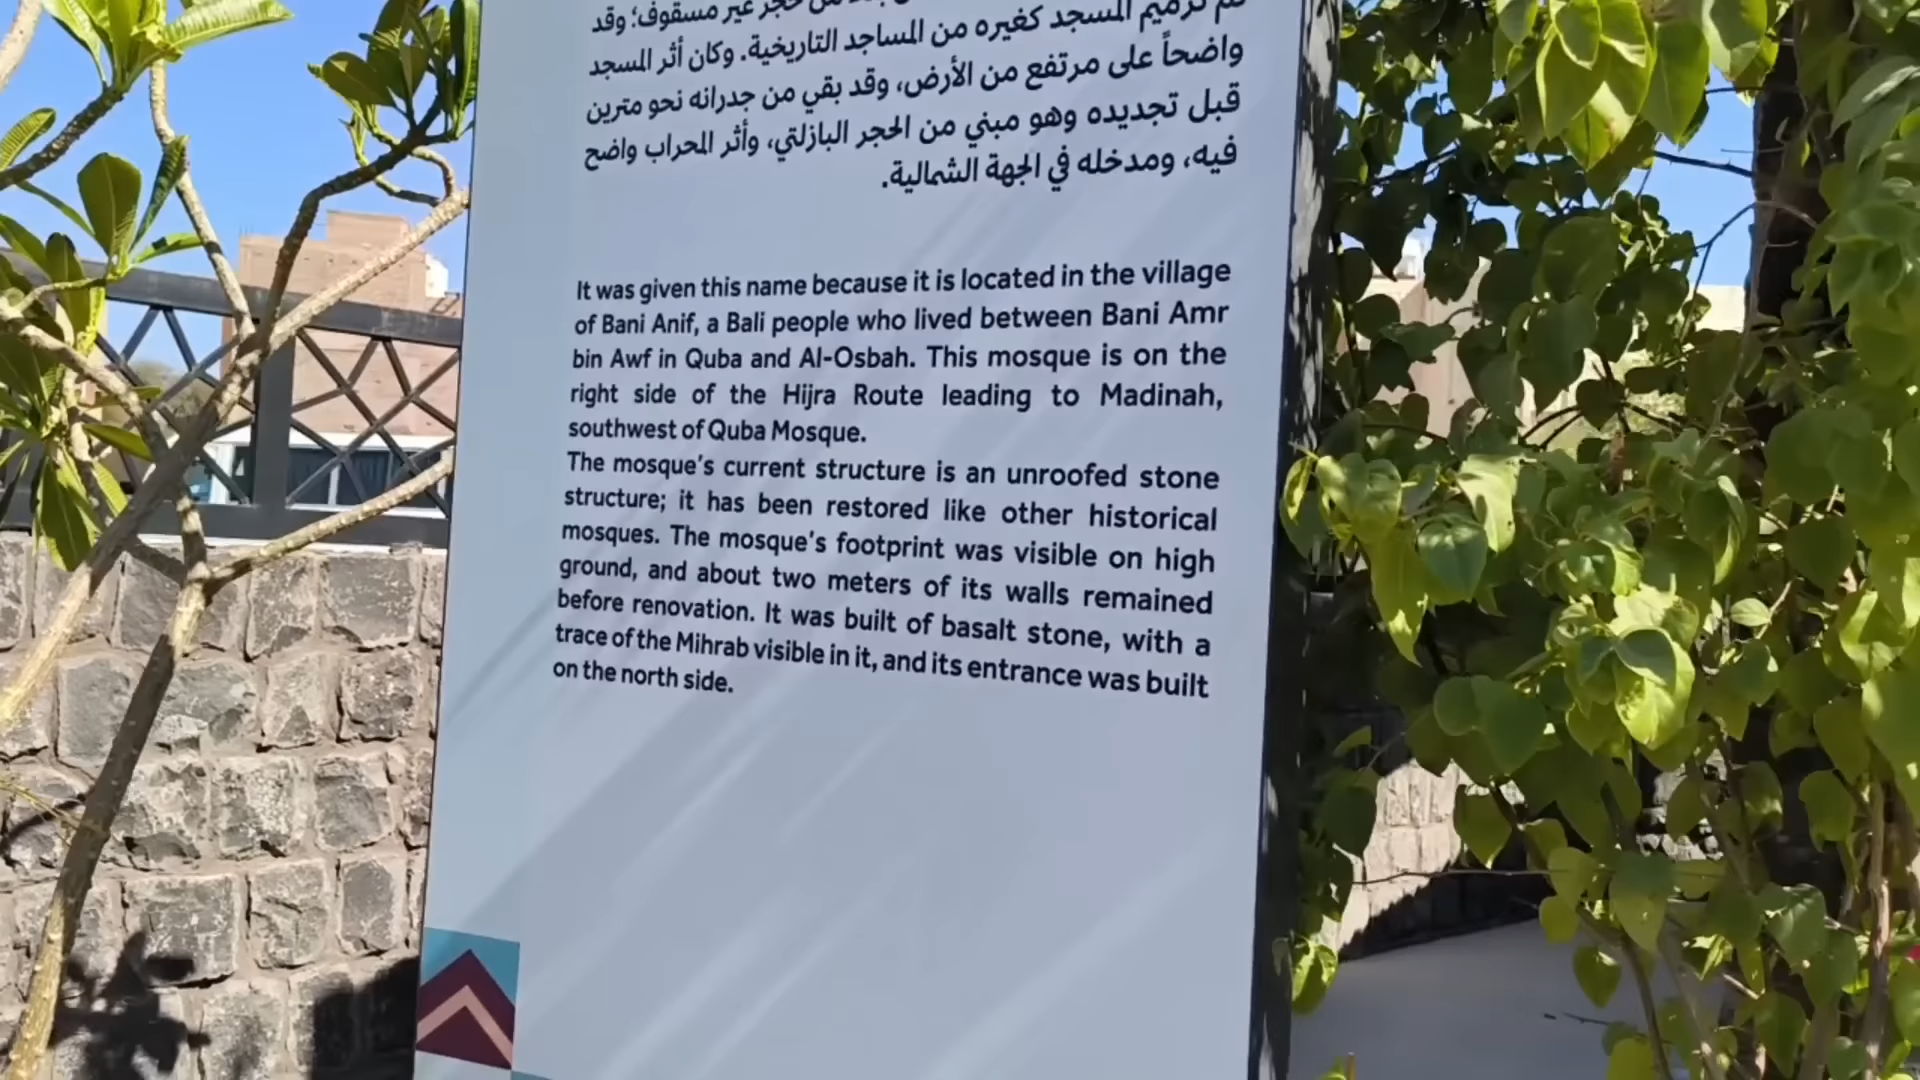 من حجر غير مسقوف؛ وقد
تم ترميم المسجد كغيره من المساجد التاريخية. وكان أثر المسجد
واضحاً على مرتفع من الأرض، وقد بقي من جدرانه نحو مترين
قبل تجديده وهو مبني من الحجر البازلتي، وأثر المحراب واضح
فيه، ومدخله في الجهة الشمالية.
It was given this name because it is located in the village
of Bani Anif, a Bali people who lived between Bani Amr
bin Awf in Quba and Al-Osbah. This mosque is on the
right side of the Hijra Route leading to Madinah,
southwest of Quba Mosque.
The mosque's current structure is an unroofed stone
structure; it has been restored like other historical
mosques. The mosque's footprint was visible on high
ground, and about two meters of its walls remained
before renovation. It was built of basalt stone, with a
trace of the Mihrab visible in it, and its entrance was built
on the north side.